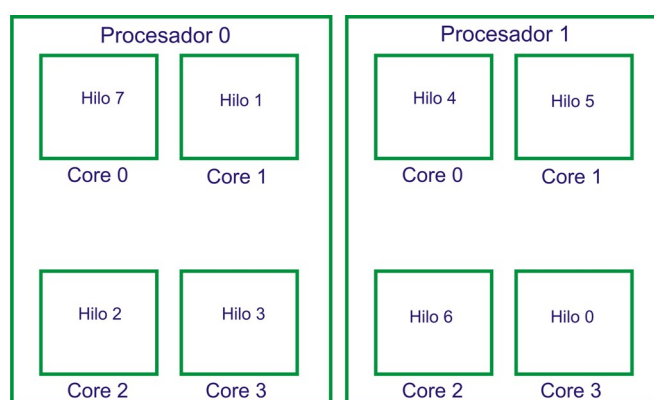 Procesador 0
Procesador 1
Hilo 7
Hilo 1
Hilo 4
Hilo 5
Core 0
Core 1
Core 0
Core 1
Hilo 2
Hilo 3
Hilo 6
Hilo 0
Core 2
Core 3
Core 2
Core 3